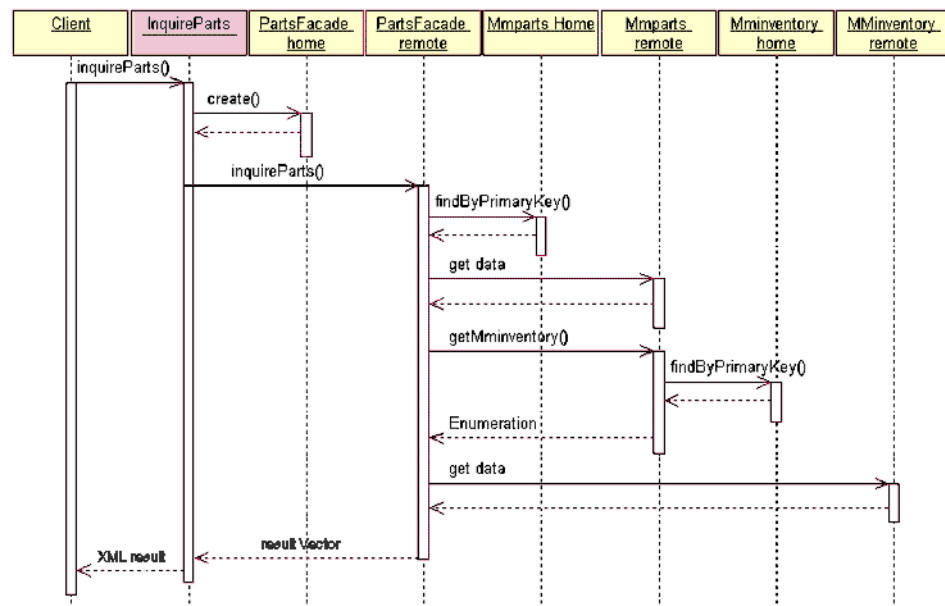 Client
InquireParts
PartsFacade
home
PartsFacade
remote
Mmparts Home
Mmparts
remote
Mminventory
home
MMinventory
remote
inquireParts()
create()
inquireParts()
findByPrimaryKey()
get data
getMminventory()
findByPrimaryKey()
Enumeration
get data
result Vector
XML result